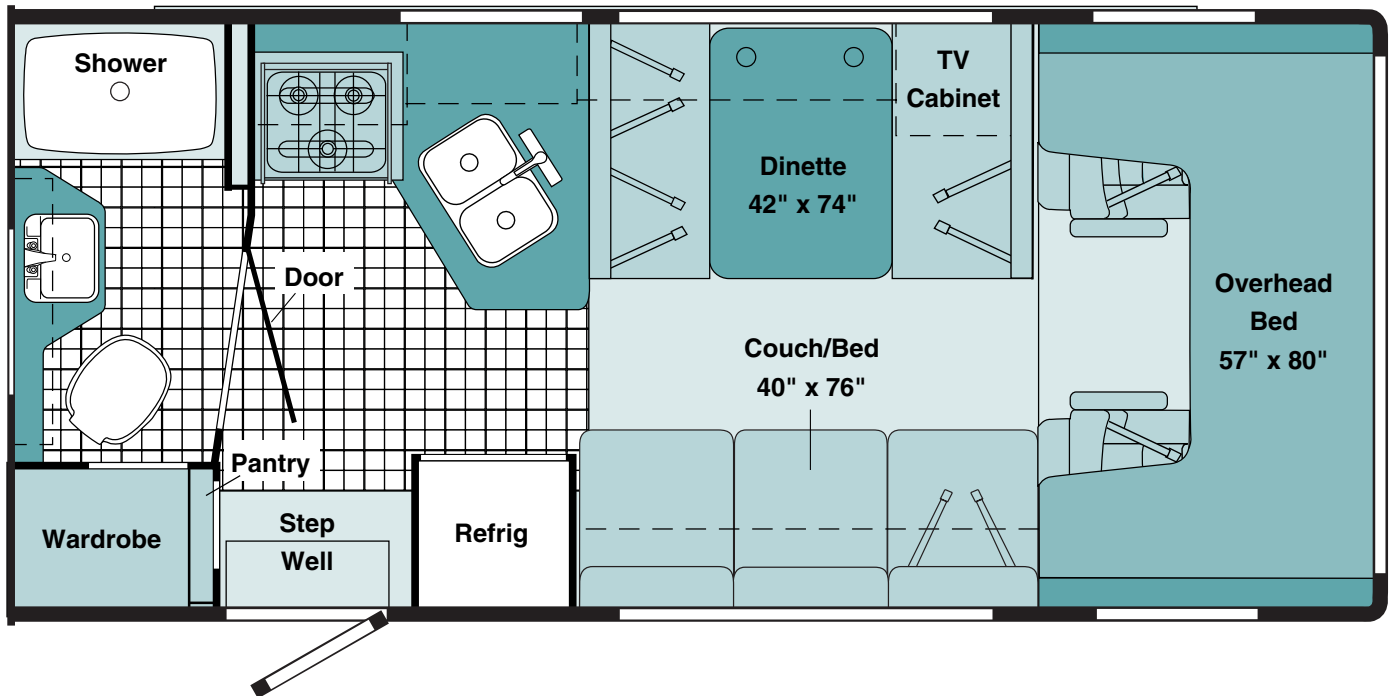 Shower
TV
Cabinet
Dinette
42" x 74"
Door
Overhead
Bed
57" x 80"
Couch/Bed
40" x 76"
Pantry
Wardrobe
Step
Well
Refrig